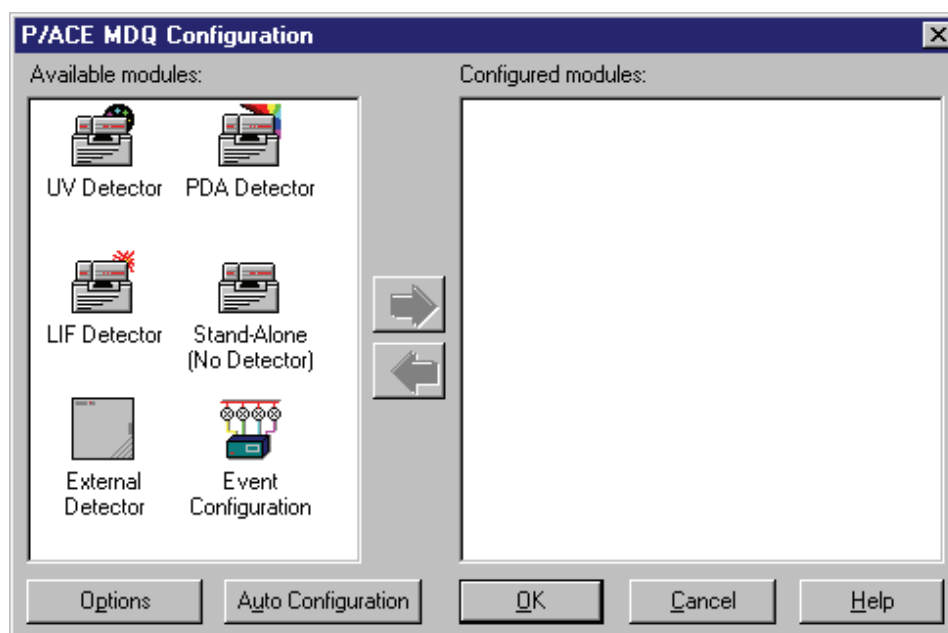 P/ACE MDQ Configuration
Available modules:
Configured modules:
UV Detector
PDA Detector
LIF Detector
Stand-Alone
(No Detector)
External
Detector
Event
Configuration
Options
Auto Configuration
OK
Cancel
Help